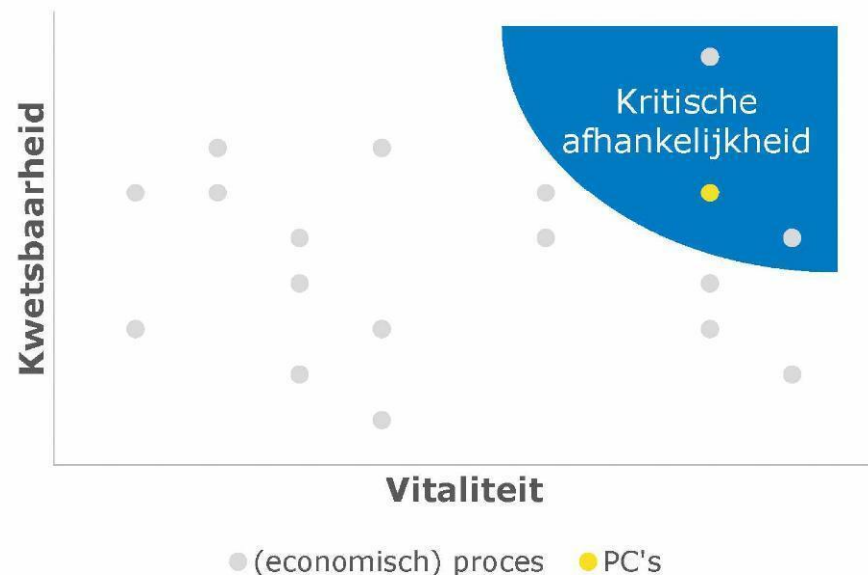 Kwetsbaarheid
Kritische
afhankelijkheid
Vitaliteit
(economisch) proces PC's